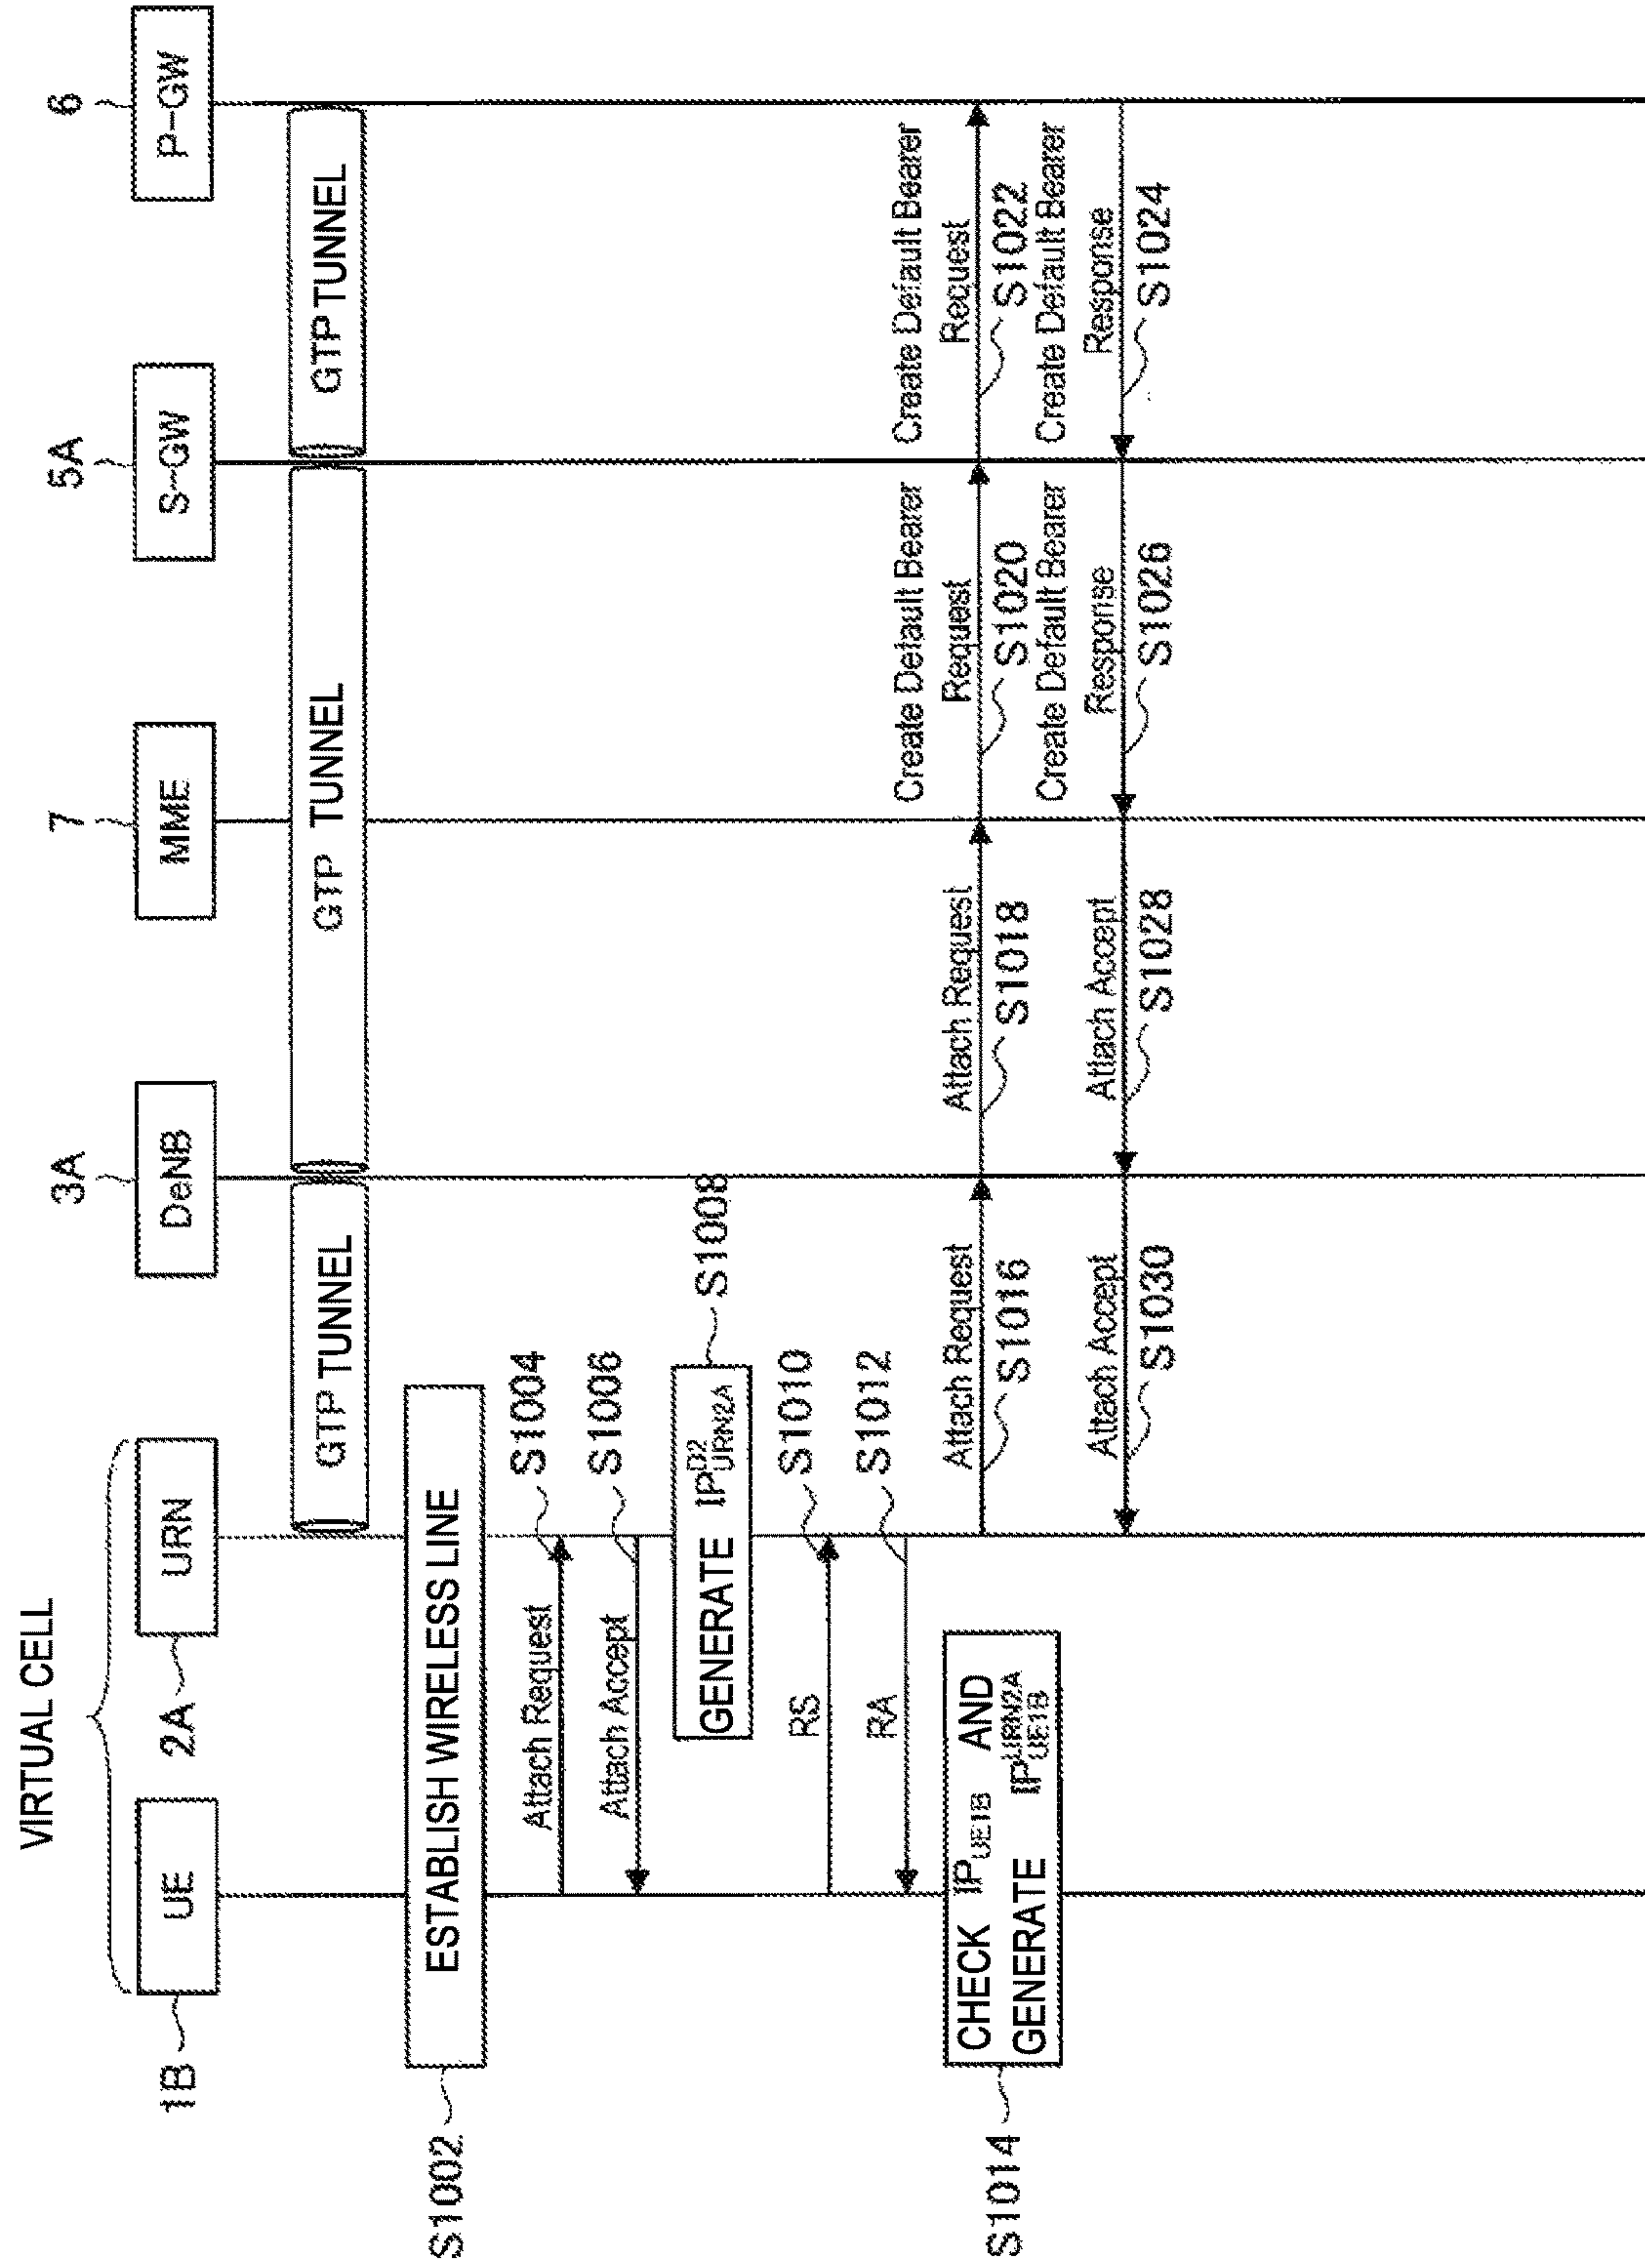 VIRTUAL CELL
1B
2A
3A
7
5A
6
UE
URN
DeNB
MME
S-GW
P-GW
GTP TUNNEL
GTP TUNNEL
GTP TUNNEL
S1002
ESTABLISH WIRELESS LINE
Attach Request
S1004
Attach Accept
S1006
GENERATE IP^D2_URN2A
S1008
RS
S1010
RA
S1012
S1014
CHECK IP_UE1B AND
GENERATE IP^URN2A_UE1B
Attach Request
S1016
Attach Request
S1018
Create Default Bearer
Request
S1020
Create Default Bearer
Request
S1022
Create Default Bearer
Response
S1024
Create Default Bearer
Response
S1026
Attach Accept
S1028
Attach Accept
S1030